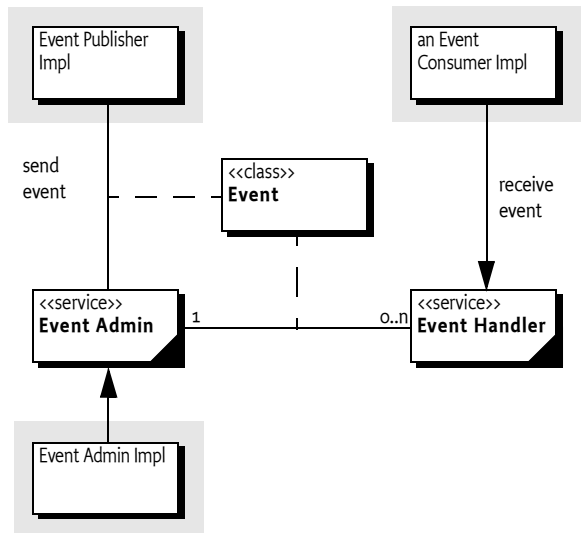 Event Publisher
Impl
an Event
Consumer Impl
send
event
<<class>>
Event
receive
event
<<service>>
Event Admin
1
0..n
<<service>>
Event Handler
Event Admin Impl